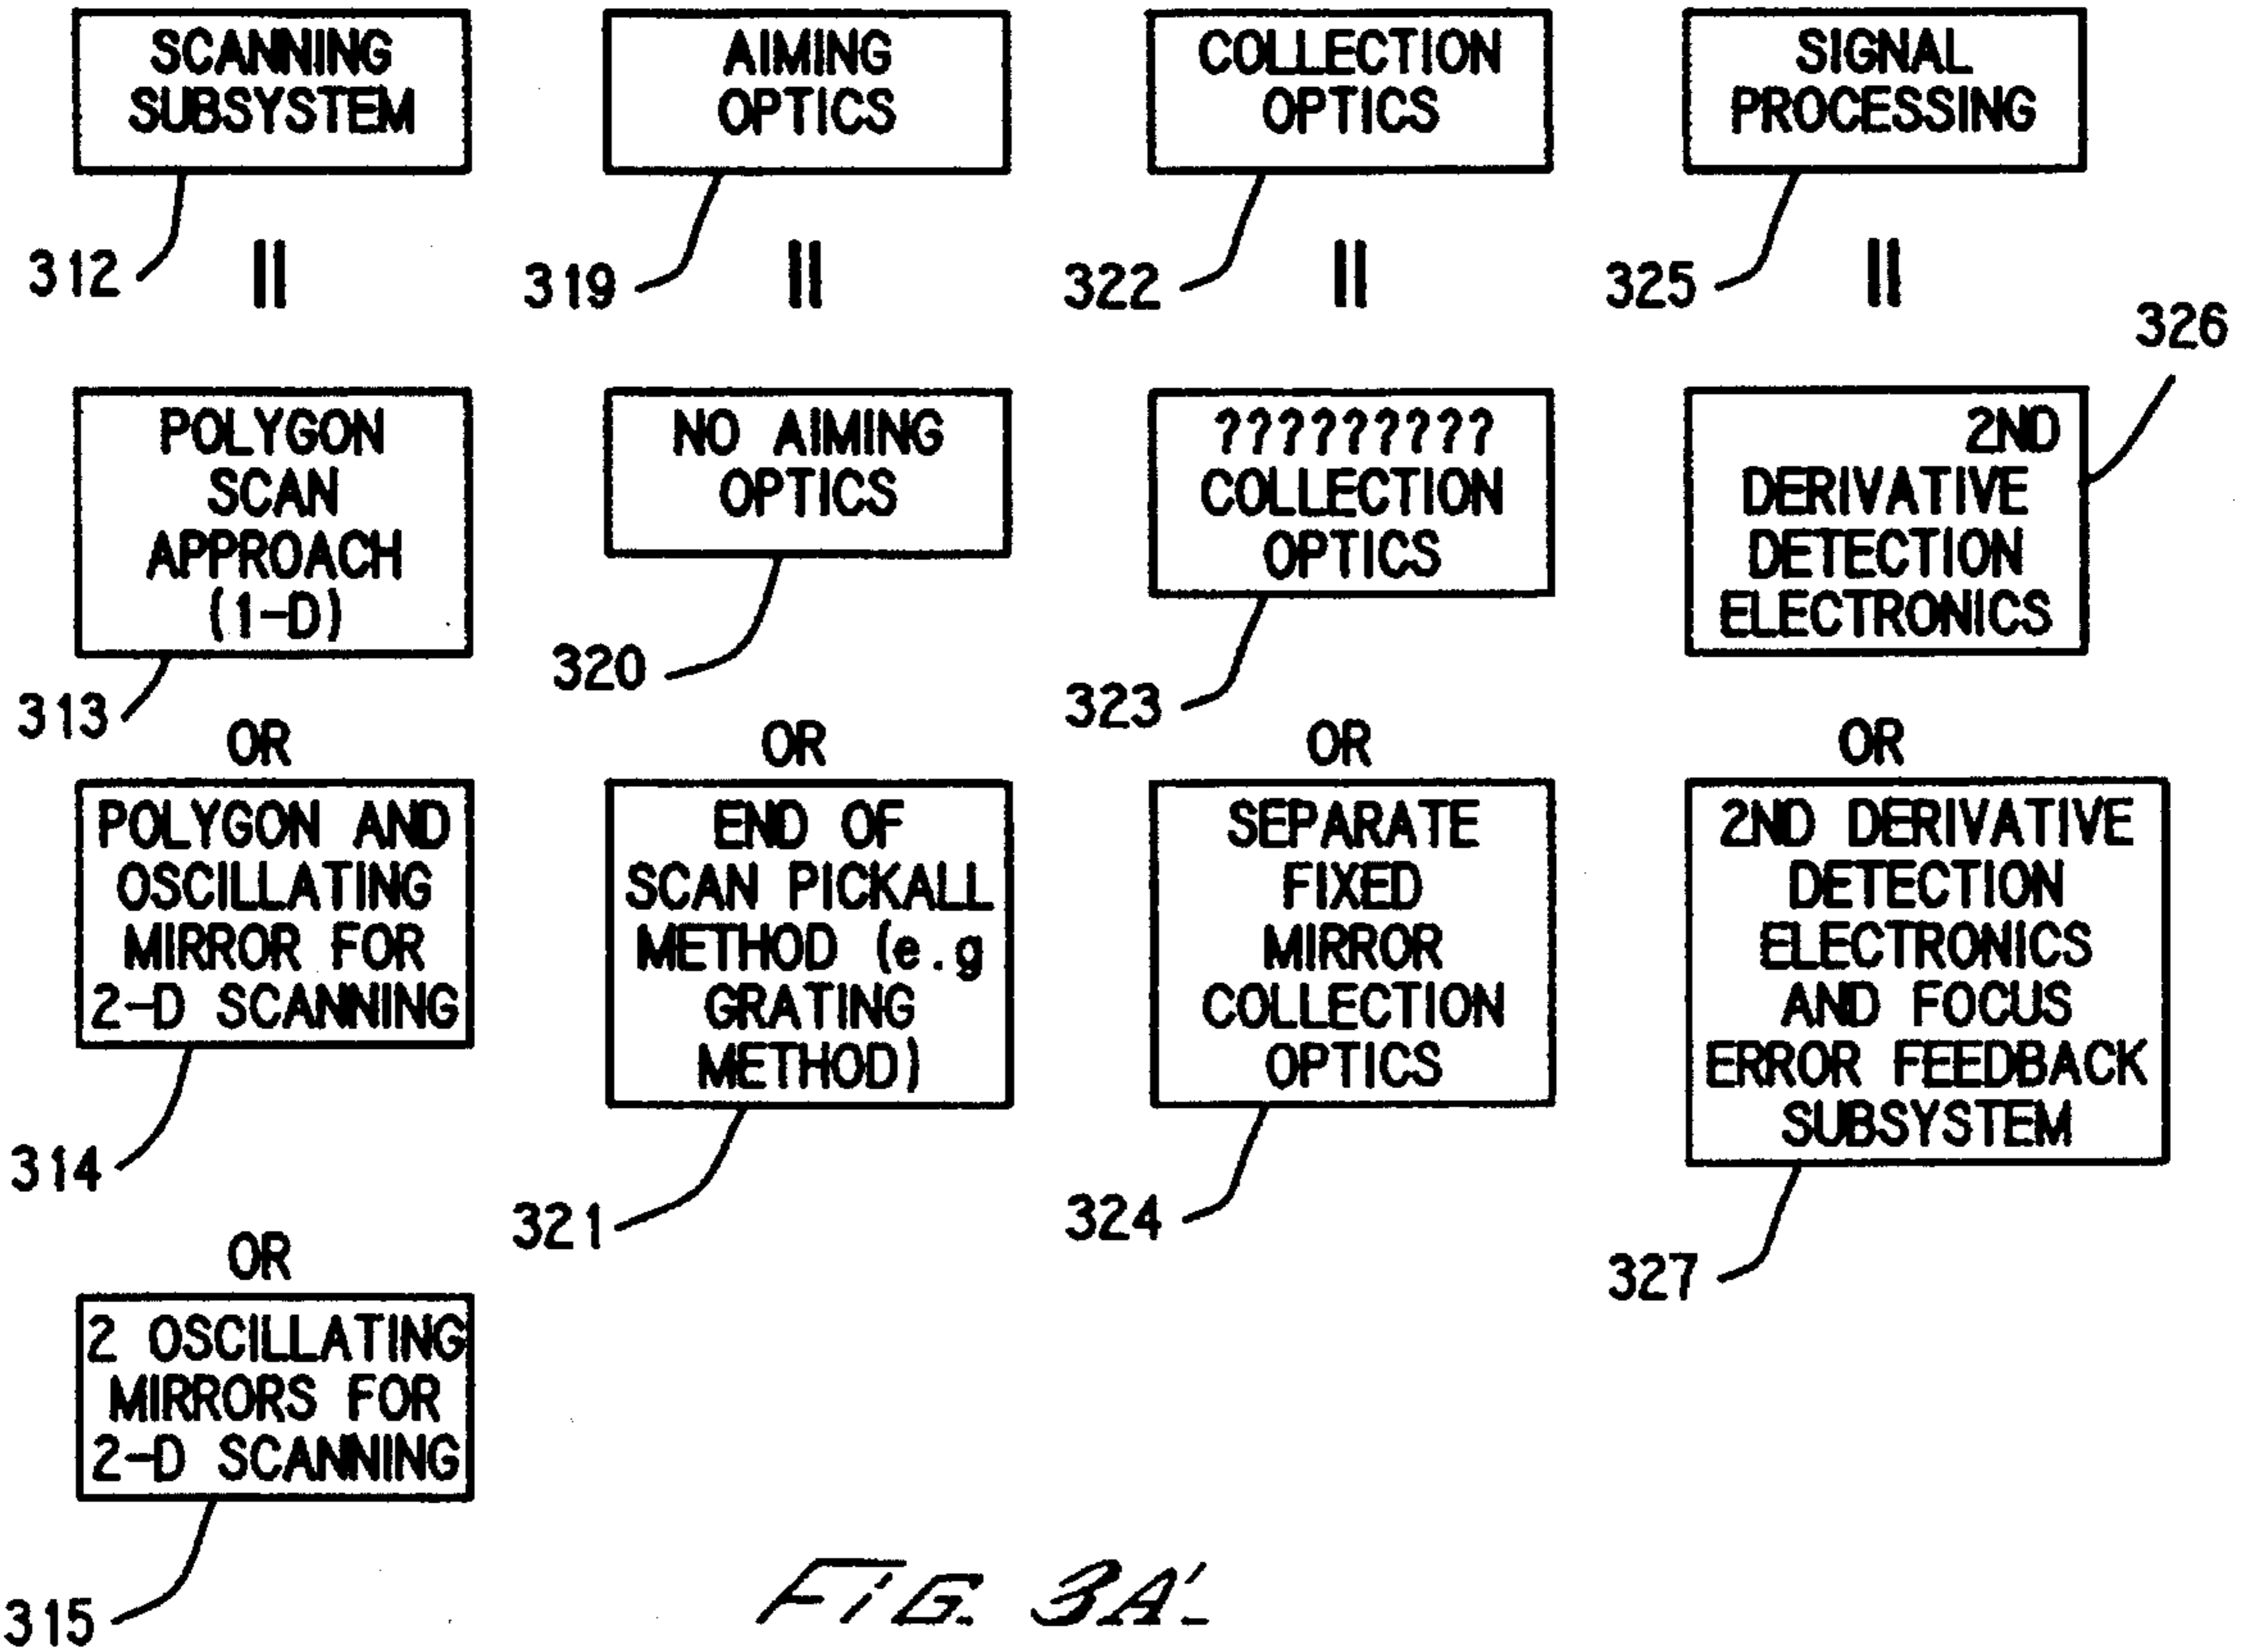 SCANNING
SUBSYSTEM
312
||
POLYGON
SCAN
APPROACH
(1-D)
313
OR
POLYGON AND
OSCILLATING
MIRROR FOR
2-D SCANNING
314
OR
2 OSCILLATING
MIRRORS FOR
2-D SCANNING
315
AIMING
OPTICS
319
||
NO AIMING
OPTICS
320
OR
END OF
SCAN PICKALL
METHOD (e.g
GRATING
METHOD)
321
COLLECTION
OPTICS
322
||
?????????
COLLECTION
OPTICS
323
OR
SEPARATE
FIXED
MIRROR
COLLECTION
OPTICS
324
SIGNAL
PROCESSING
325
||
326
2ND
DERIVATIVE
DETECTION
ELECTRONICS
OR
2ND DERIVATIVE
DETECTION
ELECTRONICS
AND FOCUS
ERROR FEEDBACK
SUBSYSTEM
327
FIG. 3A'